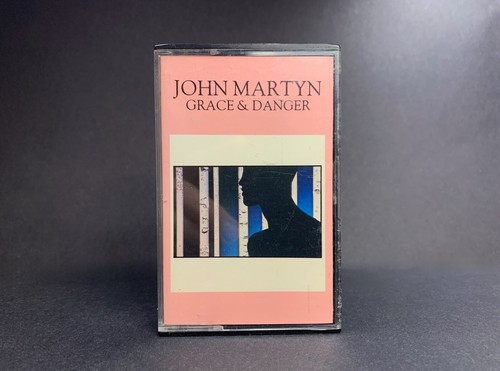 JOHN MARTYN
GRACE & DANGER